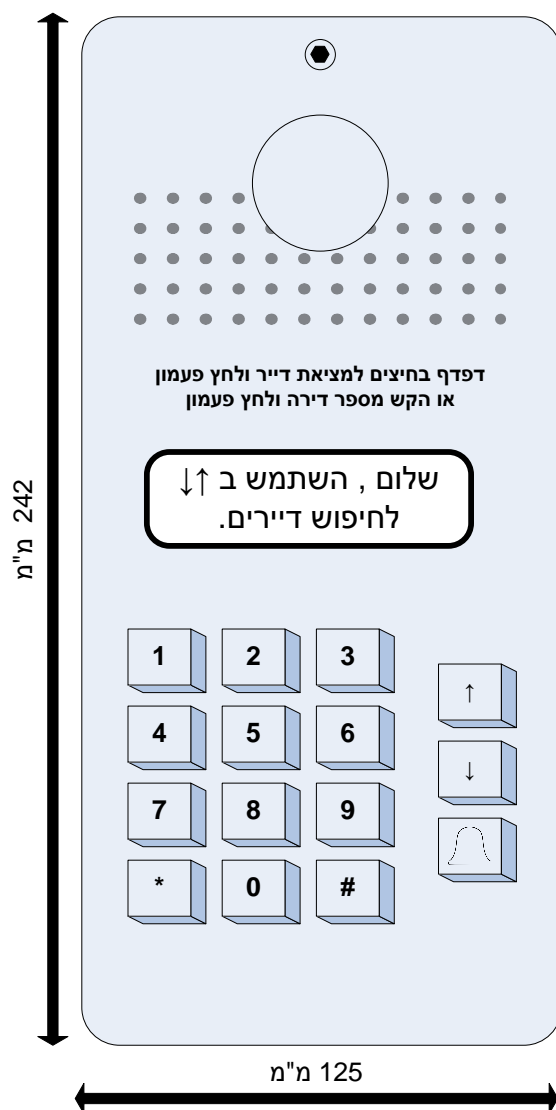 דפדף בחיצים למציאת דייר ולחץ פעמון
או הקש מספר דירה ולחץ פעמון
שלום , השתמש ב ↑↓
לחיפוש דיירים.
242 מ"מ
1 2 3
↑
4 5 6
↓
7 8 9
* 0 #
125 מ"מ